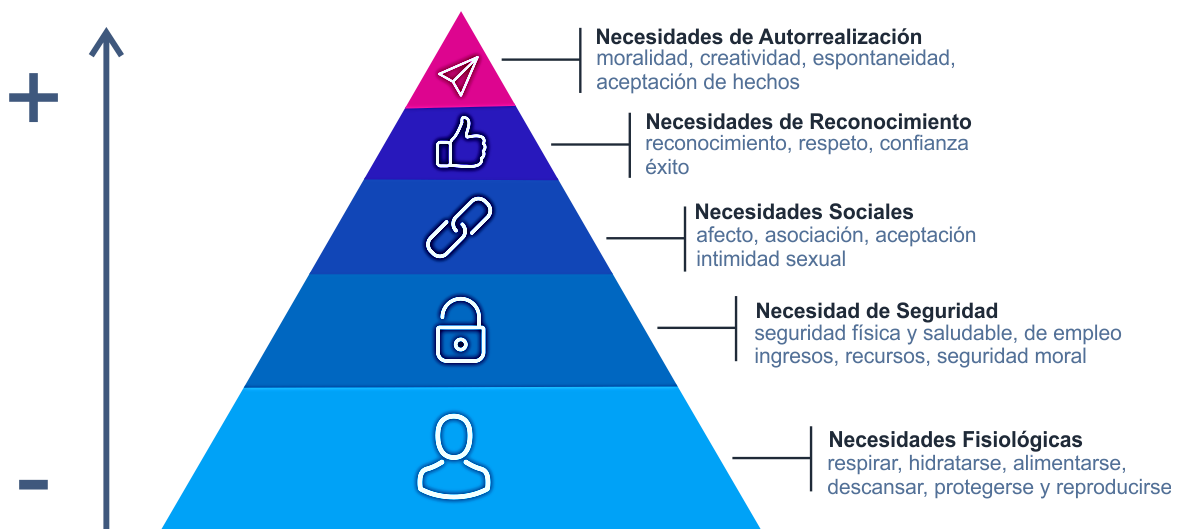 +
Necesidades de Autorrealización
moralidad, creatividad, espontaneidad,
aceptación de hechos
Necesidades de Reconocimiento
reconocimiento, respeto, confianza
éxito
Necesidades Sociales
afecto, asociación, aceptación
intimidad sexual
Necesidad de Seguridad
seguridad física y saludable, de empleo
ingresos, recursos, seguridad moral
Necesidades Fisiológicas
respirar, hidratarse, alimentarse,
descansar, protegerse y reproducirse
-